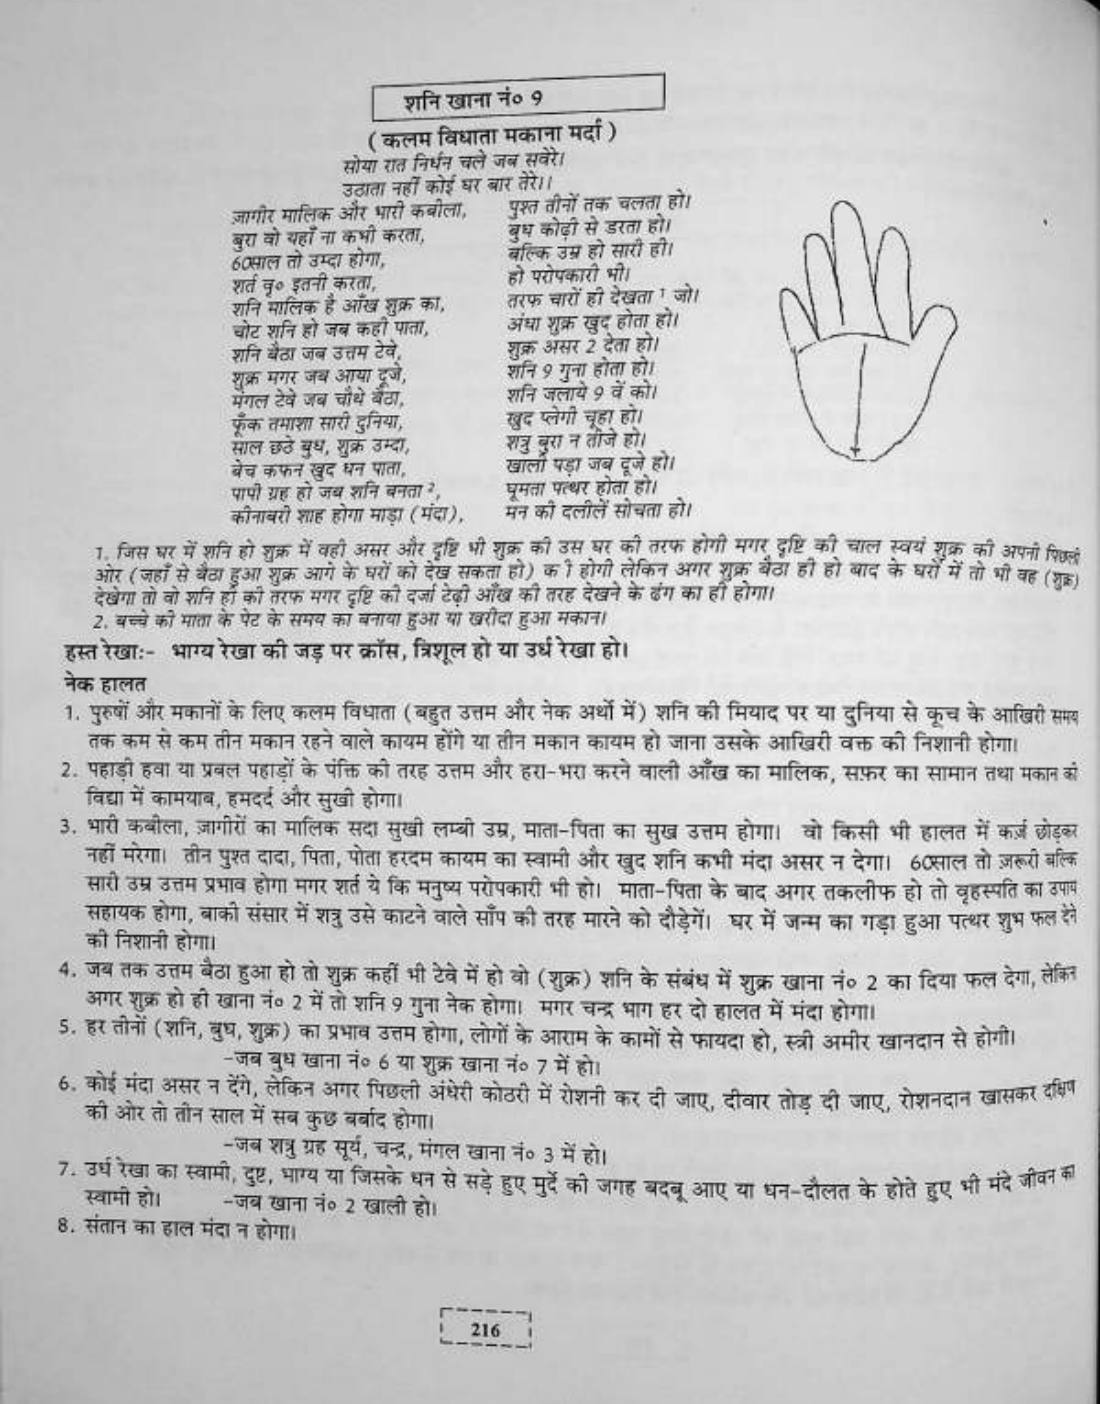 शनि खाना नं० 9
( कलम विधाता मकाना मर्दा )
सोया रात निर्धन चले जब सवेरे।
उठाता नहीं कोई घर बार तेरे।।
ज़ागीर मालिक और भारी कबीला, पुश्त तीनों तक चलता हो।
बुरा वो यहाँ ना कभी करता, बुध कोढ़ी से डरता हो।
60साल तो उम्दा होगा, बल्कि उम्र हो सारी ही।
शर्त वृ० इतनी करता, हो परोपकारी भी।
शनि मालिक है आँख शुक्र का, तरफ चारों ही देखता 1 जो।
चोट शनि हो जब कही पाता, अंधा शुक्र खुद होता हो।
शनि बैठा जब उत्तम टेवे, शुक्र असर 2 देता हो।
शुक्र मगर जब आया दूजे, शनि 9 गुना होता हो।
मंगल टेवे जब चौथे बैठा, शनि जलाये 9 वें को।
फूँक तमाशा सारी दुनिया, खुद प्लेगी चूहा हो।
साल छठे बुध, शुक्र उम्दा, शत्रु बुरा न तीजे हो।
बेच कफन खुद धन पाता, खाली पड़ा जब दूजे हो।
पापी ग्रह हो जब शनि बनता 2, घूमता पत्थर होता हो।
कीनाबरी शाह होगा माड़ा (मंदा), मन की दलीलें सोचता हो।
1. जिस घर में शनि हो शुक्र में वही असर और दृष्टि भी शुक्र की उस घर की तरफ होगी मगर दृष्टि की चाल स्वयं शुक्र की अपनी पिछली
ओर (जहाँ से बैठा हुआ शुक्र आगे के घरों को देख सकता हो) क ी होगी लेकिन अगर शुक्र बैठा ही हो बाद के घरों में तो भी वह (शुक्र)
देखेगा तो वो शनि ही की तरफ मगर दृष्टि की दर्जा टेढ़ी आँख की तरह देखने के ढंग का ही होगा।
2. बच्चे की माता के पेट के समय का बनाया हुआ या खरीदा हुआ मकान।
हस्त रेखा:- भाग्य रेखा की जड़ पर क्रॉस, त्रिशूल हो या उर्ध रेखा हो।
नेक हालत
1. पुरुषों और मकानों के लिए कलम विधाता (बहुत उत्तम और नेक अर्थो में) शनि की मियाद पर या दुनिया से कूच के आखिरी समय
तक कम से कम तीन मकान रहने वाले कायम होंगे या तीन मकान कायम हो जाना उसके आखिरी वक्त की निशानी होगा।
2. पहाड़ी हवा या प्रबल पहाड़ों के पंक्ति की तरह उत्तम और हरा-भरा करने वाली आँख का मालिक, सफ़र का सामान तथा मकान की
विद्या में कामयाब, हमदर्द और सुखी होगा।
3. भारी कबीला, ज़ागीरों का मालिक सदा सुखी लम्बी उम्र, माता-पिता का सुख उत्तम होगा। वो किसी भी हालत में कर्ज़ छोड़कर
नहीं मरेगा। तीन पुश्त दादा, पिता, पोता हरदम कायम का स्वामी और खुद शनि कभी मंदा असर न देगा। 60साल तो ज़रूरी बल्कि
सारी उम्र उत्तम प्रभाव होगा मगर शर्त ये कि मनुष्य परोपकारी भी हो। माता-पिता के बाद अगर तकलीफ हो तो वृहस्पति का उपाय
सहायक होगा, बाकी संसार में शत्रु उसे काटने वाले साँप की तरह मारने को दौड़ेगें। घर में जन्म का गड़ा हुआ पत्थर शुभ फल देने
की निशानी होगा।
4. जब तक उत्तम बैठा हुआ हो तो शुक्र कहीं भी टेवे में हो वो (शुक्र) शनि के संबंध में शुक्र खाना नं० 2 का दिया फल देगा, लेकिन
अगर शुक्र हो ही खाना नं० 2 में तो शनि 9 गुना नेक होगा। मगर चन्द्र भाग हर दो हालत में मंदा होगा।
5. हर तीनों (शनि, बुध, शुक्र) का प्रभाव उत्तम होगा, लोगों के आराम के कामों से फायदा हो, स्त्री अमीर खानदान से होगी।
-जब बुध खाना नं० 6 या शुक्र खाना नं० 7 में हो।
6. कोई मंदा असर न देंगे, लेकिन अगर पिछली अंधेरी कोठरी में रोशनी कर दी जाए, दीवार तोड़ दी जाए, रोशनदान खासकर दक्षिण
की ओर तो तीन साल में सब कुछ बर्बाद होगा।
-जब शत्रु ग्रह सूर्य, चन्द्र, मंगल खाना नं० 3 में हो।
7. उर्ध रेखा का स्वामी, दुष्ट, भाग्य या जिसके धन से सड़े हुए मुर्दे की जगह बदबू आए या धन-दौलत के होते हुए भी मंदे जीवन का
स्वामी हो। -जब खाना नं० 2 खाली हो।
8. संतान का हाल मंदा न होगा।
216